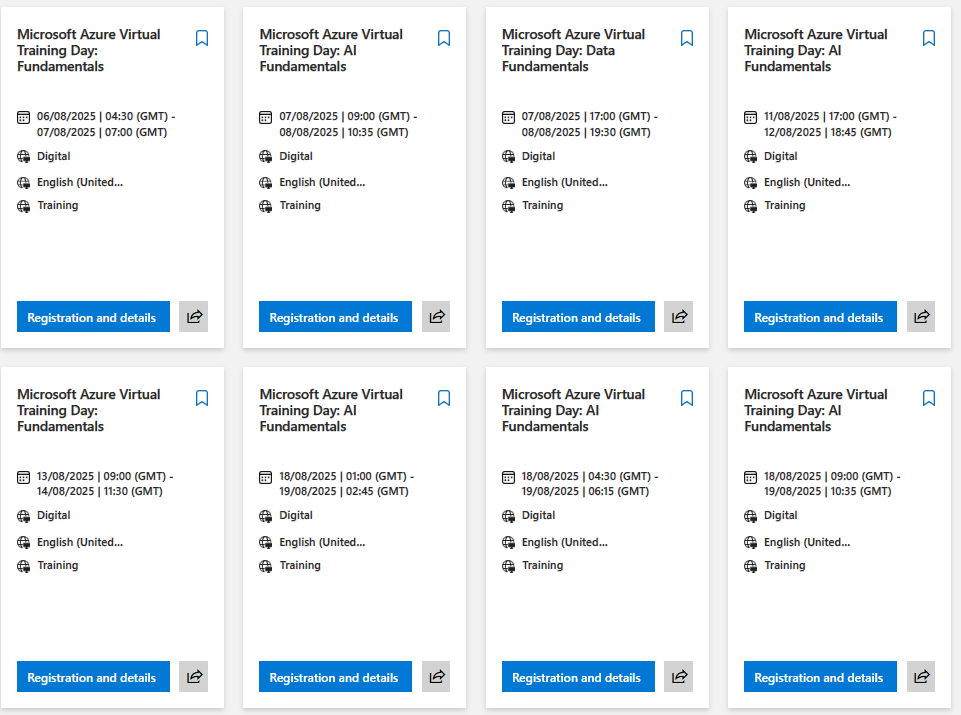 Microsoft Azure Virtual
Training Day:
Fundamentals
06/08/2025 | 04:30 (GMT) -
07/08/2025 | 07:00 (GMT)
Digital
English (United...
Training
Registration and details
Microsoft Azure Virtual
Training Day: AI
Fundamentals
07/08/2025 | 09:00 (GMT) -
08/08/2025 | 10:35 (GMT)
Digital
English (United...
Training
Registration and details
Microsoft Azure Virtual
Training Day: Data
Fundamentals
07/08/2025 | 17:00 (GMT) -
08/08/2025 | 19:30 (GMT)
Digital
English (United...
Training
Registration and details
Microsoft Azure Virtual
Training Day: AI
Fundamentals
11/08/2025 | 17:00 (GMT) -
12/08/2025 | 18:45 (GMT)
Digital
English (United...
Training
Registration and details
Microsoft Azure Virtual
Training Day:
Fundamentals
13/08/2025 | 09:00 (GMT) -
14/08/2025 | 11:30 (GMT)
Digital
English (United...
Training
Registration and details
Microsoft Azure Virtual
Training Day: AI
Fundamentals
18/08/2025 | 01:00 (GMT) -
19/08/2025 | 02:45 (GMT)
Digital
English (United...
Training
Registration and details
Microsoft Azure Virtual
Training Day: AI
Fundamentals
18/08/2025 | 04:30 (GMT) -
19/08/2025 | 06:15 (GMT)
Digital
English (United...
Training
Registration and details
Microsoft Azure Virtual
Training Day: AI
Fundamentals
18/08/2025 | 09:00 (GMT) -
19/08/2025 | 10:35 (GMT)
Digital
English (United...
Training
Registration and details